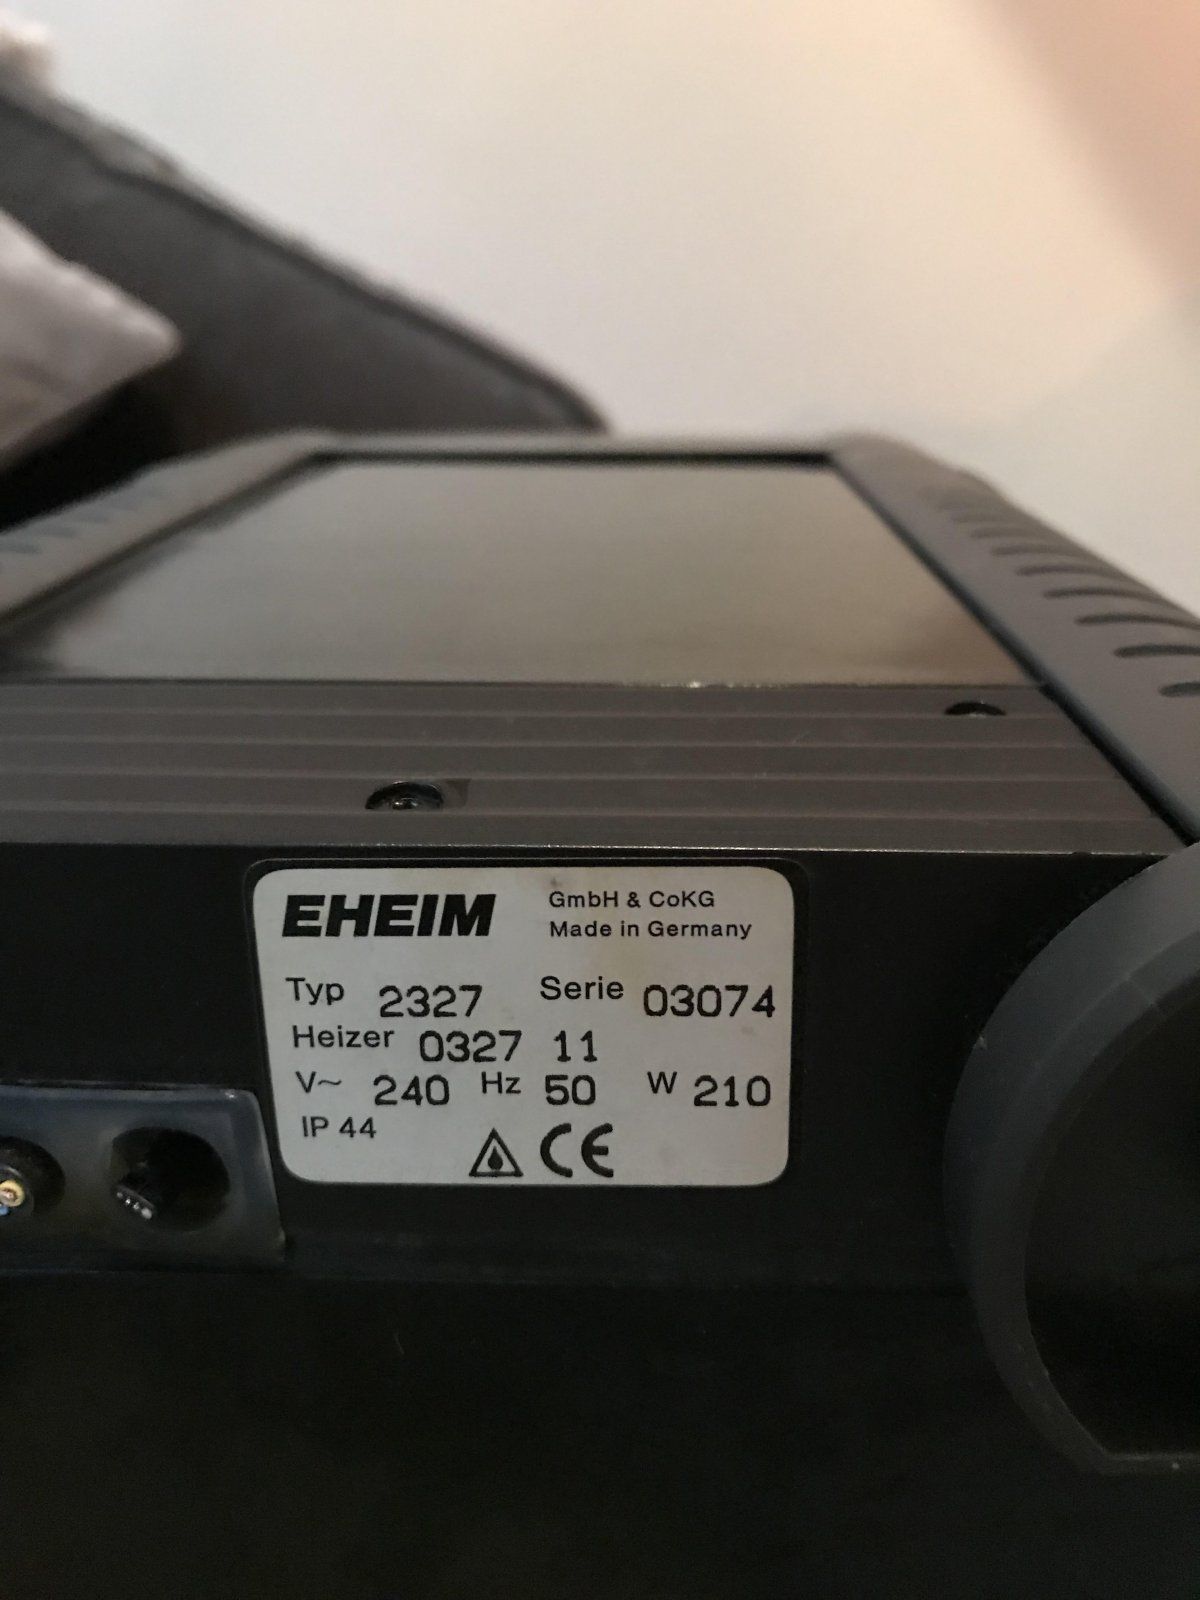 EHEIM GmbH & CoKG
Made in Germany
Typ 2327 Serie 03074
Heizer 0327 11
V~ 240 Hz 50 W 210
IP 44 CE